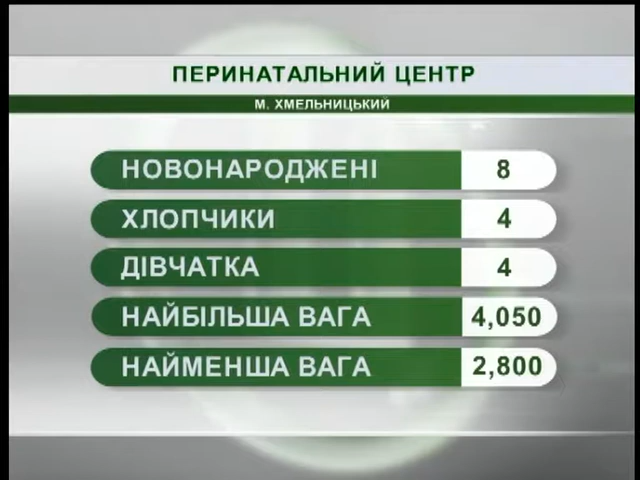 ПЕРИНАТАЛЬНИЙ ЦЕНТР
М. ХМЕЛЬНИЦЬКИЙ
НОВОНАРОДЖЕНІ 8
ХЛОПЧИКИ 4
ДІВЧАТКА 4
НАЙБІЛЬША ВАГА 4,050
НАЙМЕНША ВАГА 2,800